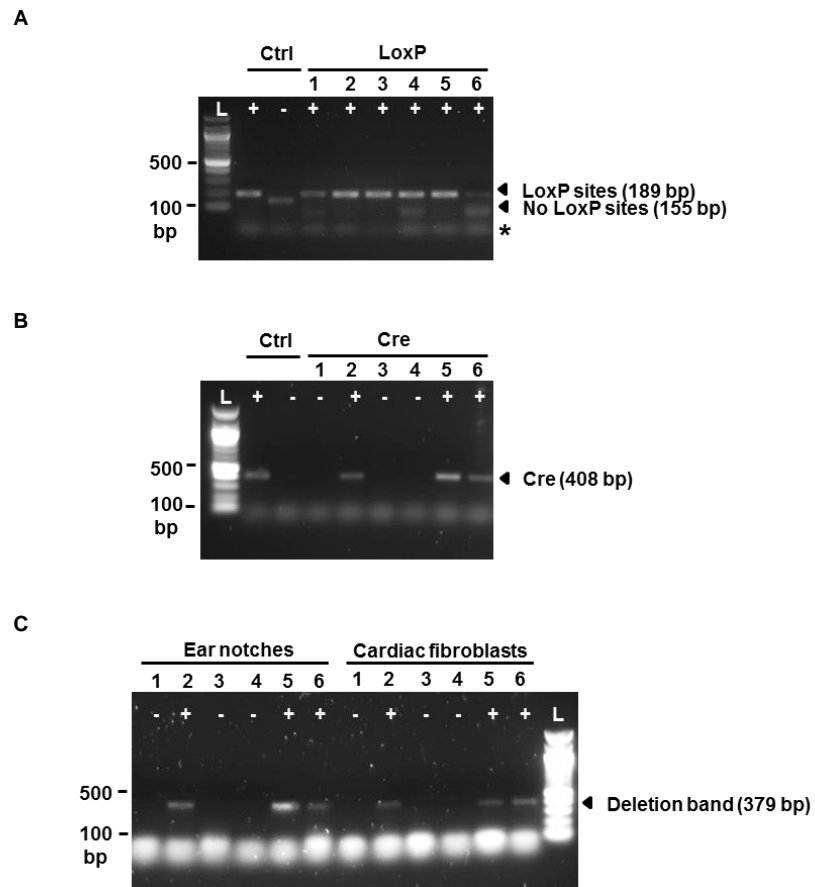 A
Ctrl LoxP
1 2 3 4 5 6
L + - + + + + + +
500
100
bp
LoxP sites (189 bp)
No LoxP sites (155 bp)
*
B
Ctrl Cre
1 2 3 4 5 6
L + - - + - - + +
500
100
bp
Cre (408 bp)
C
Ear notches Cardiac fibroblasts
1 2 3 4 5 6 1 2 3 4 5 6
- + - - + + - + - - + + L
500
100
bp
Deletion band (379 bp)